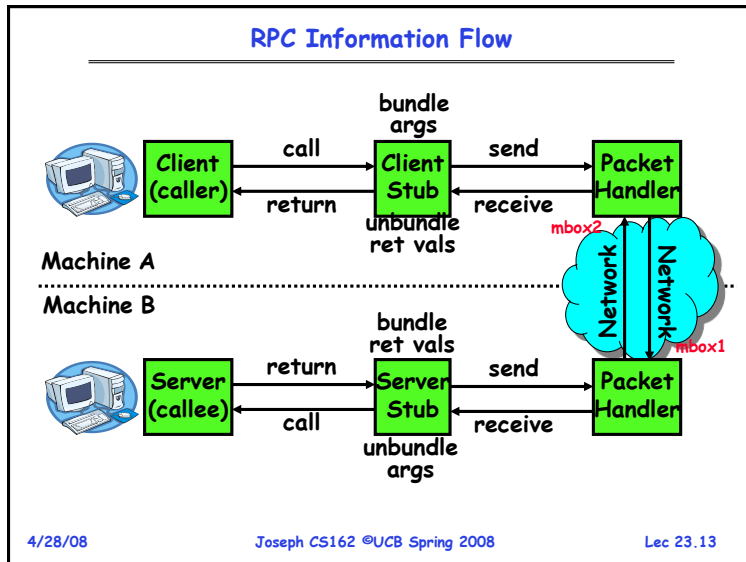 RPC Information Flow
bundle
args
Client
(caller)
call
return
Client
Stub
send
receive
Packet
Handler
unbundle
ret vals
mbox2
Machine A
Network
Network
Machine B
mbox1
bundle
ret vals
Server
(callee)
return
call
Server
Stub
send
receive
Packet
Handler
unbundle
args
4/28/08
Joseph CS162 ©UCB Spring 2008
Lec 23.13